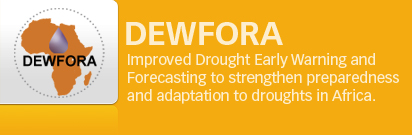 DEWFORA
DEWFORA
Improved Drought Early Warning and
Forecasting to strengthen preparedness
and adaptation to droughts in Africa.